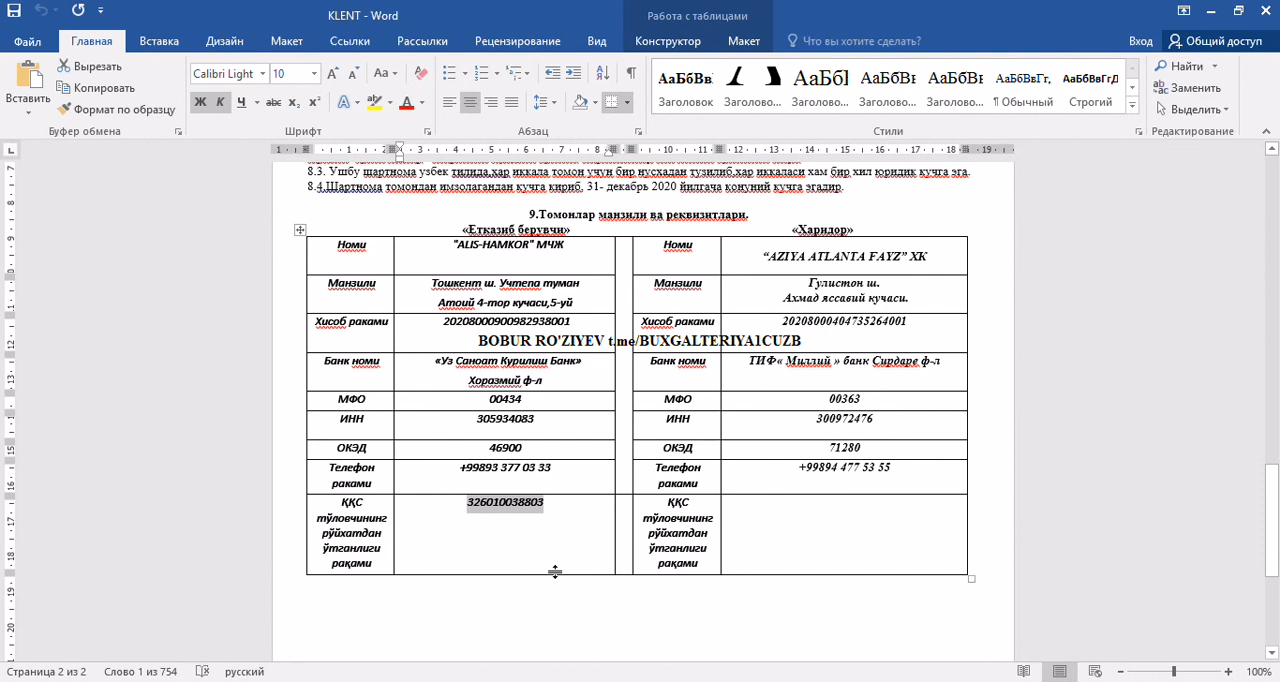 KLENT - Word
Работа с таблицами
Файл Главная Вставка Дизайн Макет Ссылки Рассылки Рецензирование Вид Конструктор Макет Что вы хотите сделать? Вход Общий доступ
Вставить
Вырезать
Копировать
Формат по образцу
Буфер обмена
Calibri Light 10
Шрифт
Абзац
АаБбВв Заголовок
Заголово...
АаБбІ Заголово...
АаБбВı Заголово...
АаБбВı Заголово...
АаБбВвГг, ¶ Обычный
АаБбВвГгД Строгий
Стили
Найти
Заменить
Выделить
Редактирование
8.3. Ушбу шартнома узбек тилида,хар иккала томон учун бир нусхадан тузилиб,хар иккаласи хам бир хил юридик кучга эга.
8.4.Шартнома томондан имзолагандан кучга кириб, 31- декабрь 2020 йилгача конуний кучга эгадир.
9.Томонлар манзили ва реквизитлари.
«Етказиб берувчи» «Харидор»
Номи "ALIS-HAMKOR" МЧЖ Номи “AZIYA ATLANTA FAYZ” ХК
Манзили Тошкент ш. Учтепа туман Манзили Гулистон ш.
Атоий 4-тор кучаси,5-уй Ахмад яссавий кучаси.
Хисоб раками 20208000900982938001 Хисоб раками 20208000404735264001
BOBUR RO'ZIYEV t.me/BUXGALTERIYA1CUZB
Банк номи «Уз Саноат Курилиш Банк» Банк номи ТИФ« Миллий » банк Сирдаре ф-л
Хоразмий ф-л
МФО 00434 МФО 00363
ИНН 305934083 ИНН 300972476
ОКЭД 46900 ОКЭД 71280
Телефон +99893 377 03 33 Телефон +99894 477 53 55
раками раками
ҚҚС 326010038803 ҚҚС
тўловчининг тўловчининг
рўйхатдан рўйхатдан
ўтганлиги ўтганлиги
рақами рақами
Страница 2 из 2 Слово 1 из 754 русский 100%